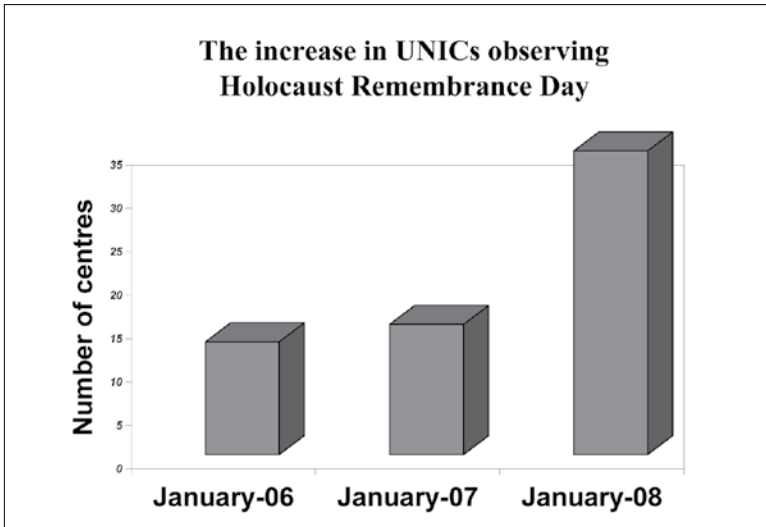 The increase in UNICs observing
Holocaust Remembrance Day
Number of centres
35
30
25
20
15
10
5
0
January-06
January-07
January-08